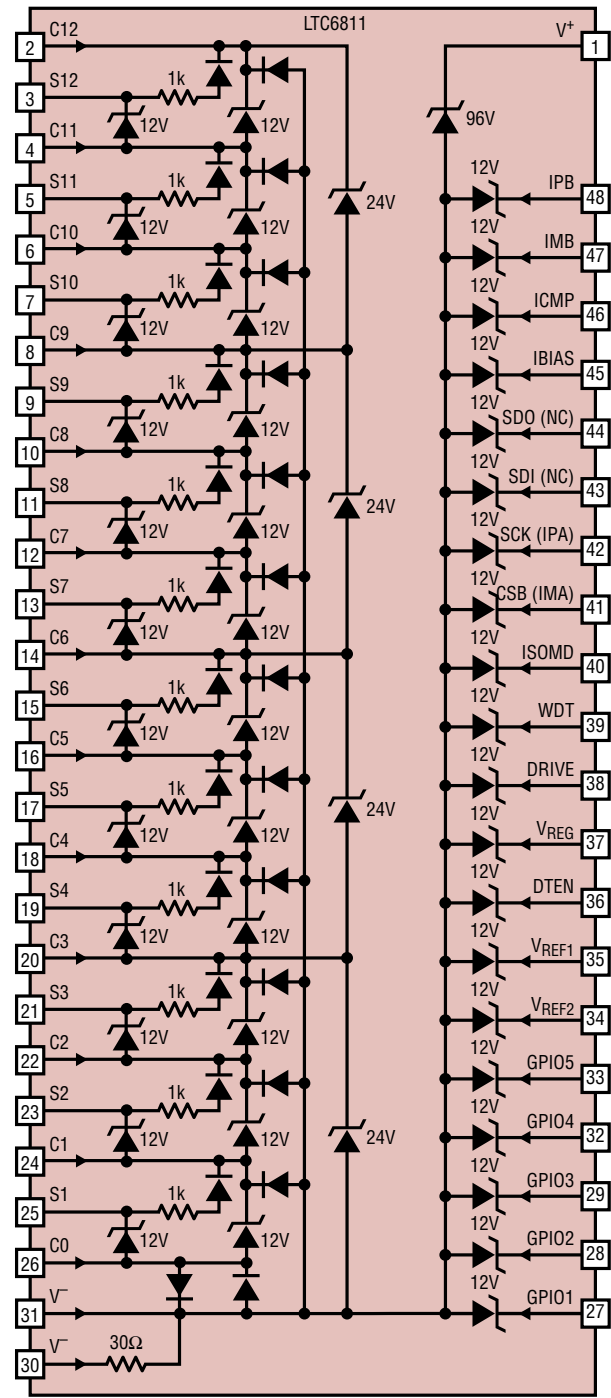 LTC6811
C12
2
V+
1
S12
3
1k
12V
12V
96V
C11
4
12V
IPB
48
S11
5
1k
12V
12V
24V
C10
6
12V
IMB
47
S10
7
1k
12V
12V
12V
ICMP
46
C9
8
12V
IBIAS
45
S9
9
1k
12V
12V
12V
SDO (NC)
44
C8
10
12V
SDI (NC)
43
S8
11
1k
12V
12V
24V
C7
12
12V
SCK (IPA)
42
S7
13
1k
12V
12V
12V
CSB (IMA)
41
C6
14
12V
ISOMD
40
S6
15
1k
12V
12V
12V
WDT
39
C5
16
12V
DRIVE
38
S5
17
1k
12V
12V
24V
C4
18
12V
VREG
37
S4
19
1k
12V
12V
12V
DTEN
36
C3
20
12V
VREF1
35
S3
21
1k
12V
12V
12V
VREF2
34
C2
22
12V
GPIO5
33
S2
23
1k
12V
12V
24V
12V
GPIO4
32
C1
24
12V
GPIO3
29
S1
25
1k
12V
12V
12V
GPIO2
28
C0
26
V–
31
12V
GPIO1
27
V–
30
30Ω